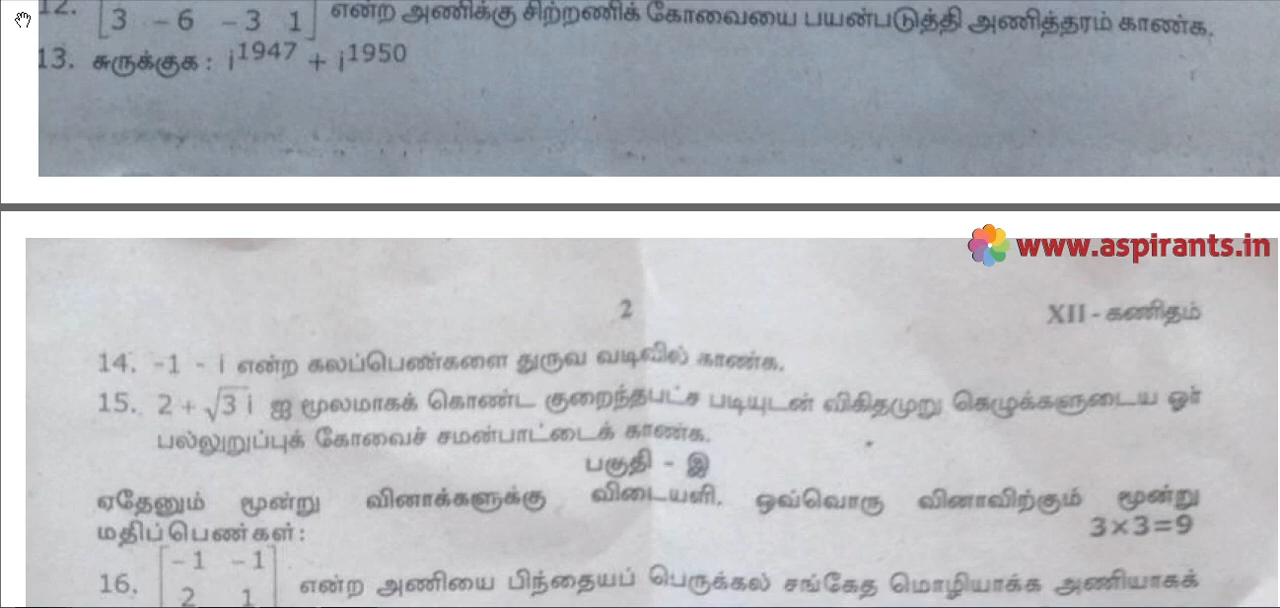 12. [3 - 6 - 3 1] என்ற அணிக்கு சிற்றணிக் கோவையை பயன்படுத்தி அணித்தரம் காண்க.
13. சுருக்குக : i^1947 + i^1950
www.aspirants.in
2 XII - கணிதம்
14. -1 - i என்ற கலப்பெண்களை துருவ வடிவில் காண்க.
15. 2 + √3 i ஐ மூலமாகக் கொண்ட குறைந்தபட்ச படியுடன் விகிதமுறு கெழுக்களுடைய ஓர்
பல்லுறுப்புக் கோவைச் சமன்பாட்டைக் காண்க.
பகுதி - இ
ஏதேனும் மூன்று வினாக்களுக்கு விடையளி. ஒவ்வொரு வினாவிற்கும் மூன்று
மதிப்பெண்கள் : 3×3=9
-1 -1
16. என்ற அணியை பிந்தையப் பெருக்கல் சங்கேத மொழியாக்க அணியாகக்
2 1